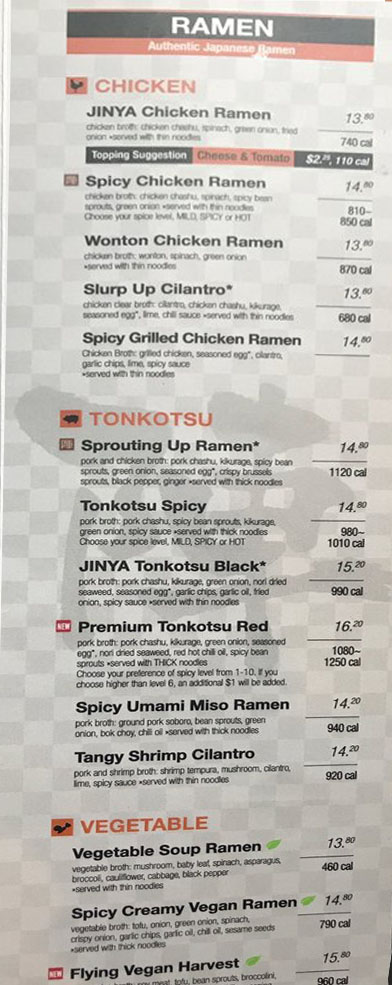 RAMEN
Authentic Japanese Ramen
CHICKEN
JINYA Chicken Ramen 13.80
chicken broth: chicken chashu, spinach, green onion, fried
onion •served with thin noodles 740 cal
Topping Suggestion Cheese & Tomato $2.25, 110 cal
Spicy Chicken Ramen 14.80
chicken broth: chicken chashu, spinach, spicy bean
sprouts, green onion •served with thin noodles 810~
Choose your spice level, MILD, SPICY or HOT 850 cal
Wonton Chicken Ramen 13.80
chicken broth: wonton, spinach, green onion
•served with thin noodles 870 cal
Slurp Up Cilantro* 13.80
chicken clear broth: cilantro, chicken chashu, kikurage,
seasoned egg*, lime, chili sauce •served with thin noodles 680 cal
Spicy Grilled Chicken Ramen 14.80
Chicken Broth: grilled chicken, seasoned egg*, cilantro,
garlic chips, lime, spicy sauce
•served with thin noodles
TONKOTSU
Sprouting Up Ramen* 14.80
pork and chicken broth: pork chashu, kikurage, spicy bean
sprouts, green onion, seasoned egg*, crispy brussels 1120 cal
sprouts, black pepper, ginger •served with thick noodles
Tonkotsu Spicy 14.80
pork broth: pork chashu, spicy bean sprouts, kikurage,
green onion, spicy sauce •served with thick noodles 980~
Choose your spice level, MILD, SPICY or HOT 1010 cal
JINYA Tonkotsu Black* 15.20
pork broth: pork chashu, kikurage, green onion, nori dried
seaweed, seasoned egg*, garlic chips, garlic oil, fried 990 cal
onion, spicy sauce •served with thin noodles
NEW Premium Tonkotsu Red 16.20
pork broth: pork chashu, kikurage, green onion, seasoned
egg*, nori dried seaweed, red hot chili oil, spicy bean 1080~
sprouts •served with THICK noodles 1250 cal
Choose your preference of spicy level from 1-10. If you
choose higher than level 6, an additional $1 will be added.
Spicy Umami Miso Ramen 14.20
pork broth: ground pork soboro, bean sprouts, green
onion, bok choy, chili oil •served with thick noodles 940 cal
Tangy Shrimp Cilantro 14.20
pork and shrimp broth: shrimp tempura, mushroom, cilantro,
lime, spicy sauce •served with thin noodles 920 cal
VEGETABLE
Vegetable Soup Ramen 13.80
vegetable broth: mushroom, baby leaf, spinach, asparagus,
broccoli, cauliflower, cabbage, black pepper 460 cal
•served with thin noodles
Spicy Creamy Vegan Ramen 14.80
vegetable broth: tofu, onion, green onion, spinach,
crispy onion, garlic chips, garlic oil, chili oil, sesame seeds 790 cal
•served with thick noodles
NEW Flying Vegan Harvest 15.80
soy meat, tofu, bean sprouts, broccolini, 960 cal